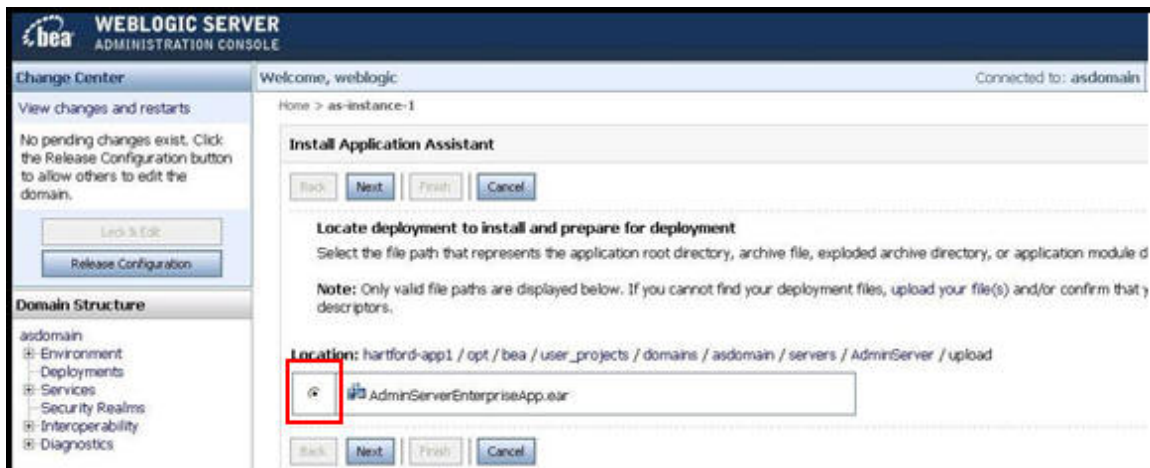 bea WEBLOGIC SERVER
ADMINISTRATION CONSOLE
Change Center
View changes and restarts
No pending changes exist. Click
the Release Configuration button
to allow others to edit the
domain.
Lock & Edit
Release Configuration
Domain Structure
asdomain
Environment
Deployments
Services
Security Realms
Interoperability
Diagnostics
Welcome, weblogic
Connected to: asdomain
Home > as-instance-1
Install Application Assistant
Back Next Finish Cancel
Locate deployment to install and prepare for deployment
Select the file path that represents the application root directory, archive file, exploded archive directory, or application module d
Note: Only valid file paths are displayed below. If you cannot find your deployment files, upload your file(s) and/or confirm that y
descriptors.
Location: hartford-app1 / opt / bea / user_projects / domains / asdomain / servers / AdminServer / upload
AdminServerEnterpriseApp.ear
Back Next Finish Cancel